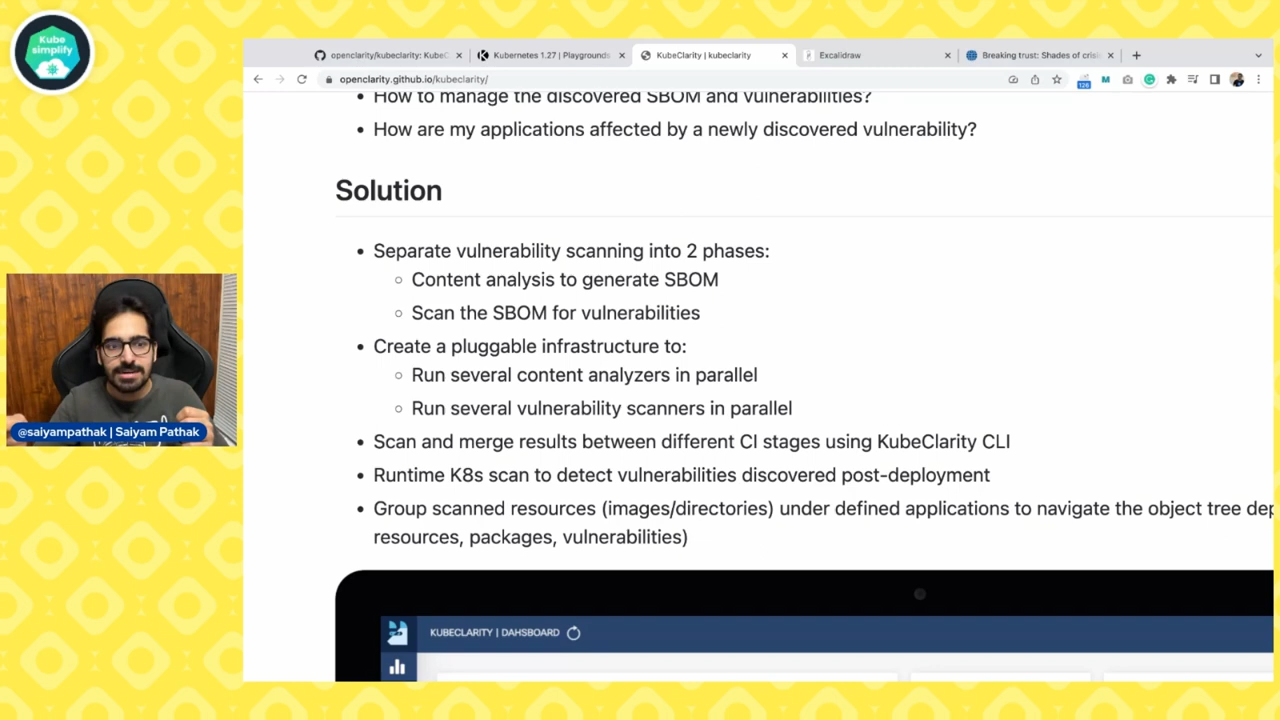 Kube
simplify
openclarity/kubeclarity: KubeC
Kubernetes 1.27 | Playgrounds
KubeClarity | kubeclarity
Excalidraw
Breaking trust: Shades of crisi
openclarity.github.io/kubeclarity/
126
M
• How to manage the discovered SBOM and vulnerabilities?
• How are my applications affected by a newly discovered vulnerability?
Solution
• Separate vulnerability scanning into 2 phases:
◦ Content analysis to generate SBOM
◦ Scan the SBOM for vulnerabilities
• Create a pluggable infrastructure to:
◦ Run several content analyzers in parallel
◦ Run several vulnerability scanners in parallel
• Scan and merge results between different CI stages using KubeClarity CLI
• Runtime K8s scan to detect vulnerabilities discovered post-deployment
• Group scanned resources (images/directories) under defined applications to navigate the object tree dep
resources, packages, vulnerabilities)
KUBECLARITY | DAHSBOARD
@saiyampathak | Saiyam Pathak